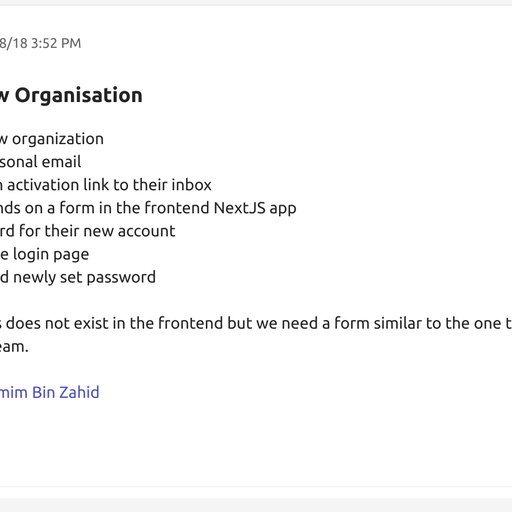 8/18 3:52 PM
w Organisation
w organization
sonal email
n activation link to their inbox
nds on a form in the frontend NextJS app
rd for their new account
e login page
d newly set password
s does not exist in the frontend but we need a form similar to the one t
eam.
mim Bin Zahid